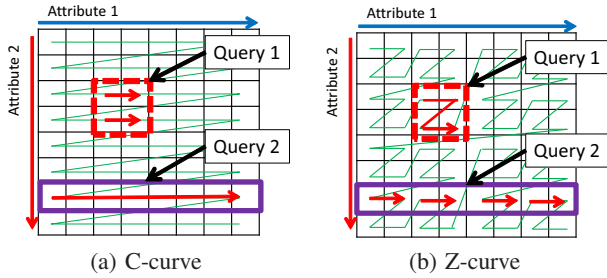 Attribute 1
Attribute 2
Query 1
Query 2
(a) C-curve
Attribute 1
Attribute 2
Query 1
Query 2
(b) Z-curve